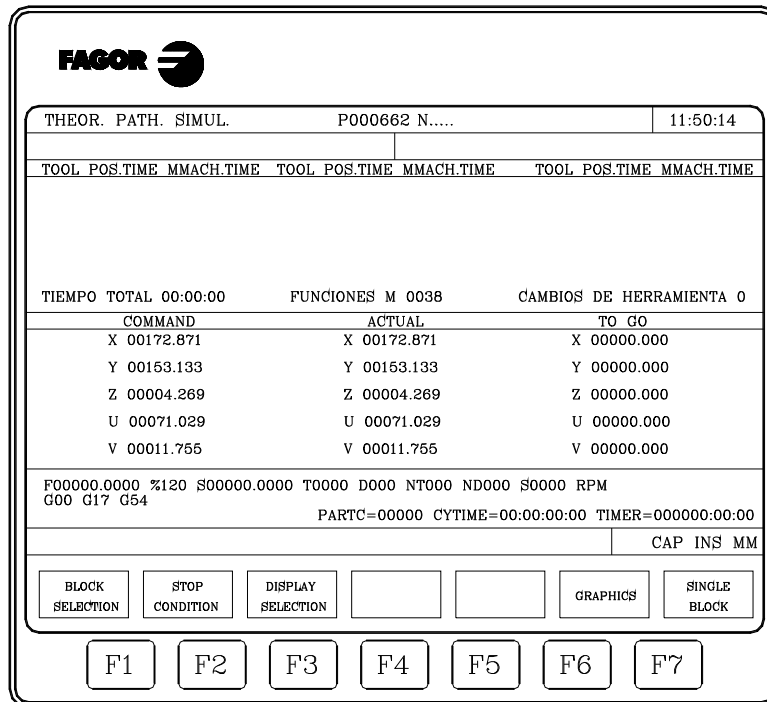 FAGOR
THEOR. PATH. SIMUL. P000662 N..... 11:50:14
TOOL POS.TIME MMACH.TIME TOOL POS.TIME MMACH.TIME TOOL POS.TIME MMACH.TIME
TIEMPO TOTAL 00:00:00 FUNCIONES M 0038 CAMBIOS DE HERRAMIENTA 0
COMMAND ACTUAL TO GO
X 00172.871 X 00172.871 X 00000.000
Y 00153.133 Y 00153.133 Y 00000.000
Z 00004.269 Z 00004.269 Z 00000.000
U 00071.029 U 00071.029 U 00000.000
V 00011.755 V 00011.755 V 00000.000
F00000.0000 %120 S00000.0000 T0000 D000 NT000 ND000 S0000 RPM
G00 G17 G54
PARTC=00000 CYTIME=00:00:00:00 TIMER=000000:00:00
CAP INS MM
BLOCK SELECTION
STOP CONDITION
DISPLAY SELECTION
GRAPHICS
SINGLE BLOCK
F1 F2 F3 F4 F5 F6 F7